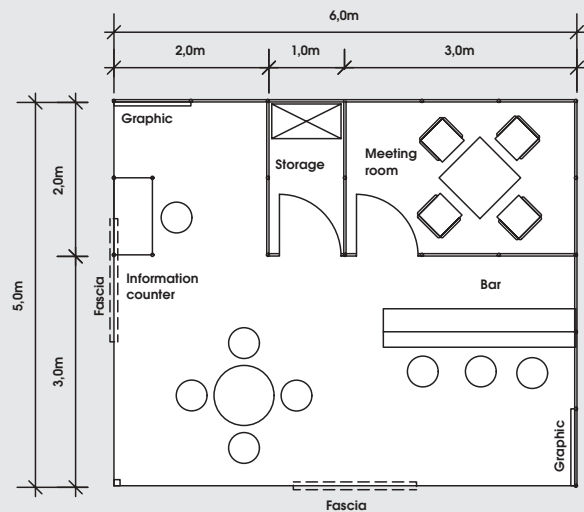 6,0m
2,0m
1,0m
3,0m
Graphic
Storage
Meeting
room
2,0m
5,0m
Information
counter
Fascia
Bar
3,0m
Graphic
Fascia